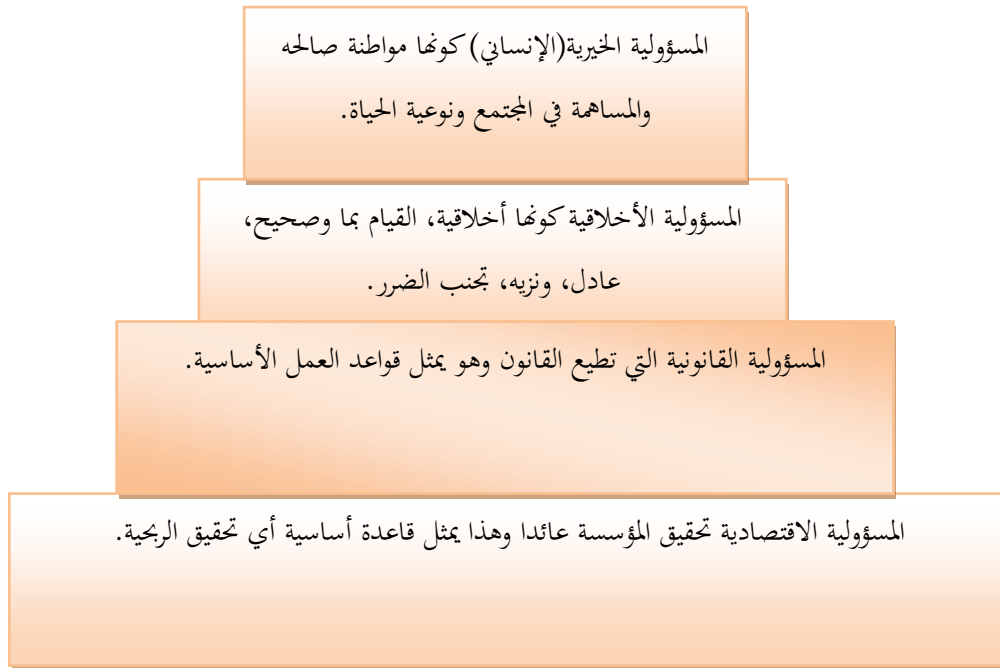 المسؤولية الخيرية(الإنساني) كونها مواطنة صالحه
والمساهمة في المجتمع ونوعية الحياة.
المسؤولية الأخلاقية كونها أخلاقية، القيام بما وصحيح،
عادل، ونزيه، تجنب الضرر.
المسؤولية القانونية التي تطيع القانون وهو يمثل قواعد العمل الأساسية.
المسؤولية الاقتصادية تحقيق المؤسسة عائدا وهذا يمثل قاعدة أساسية أي تحقيق الربحية.